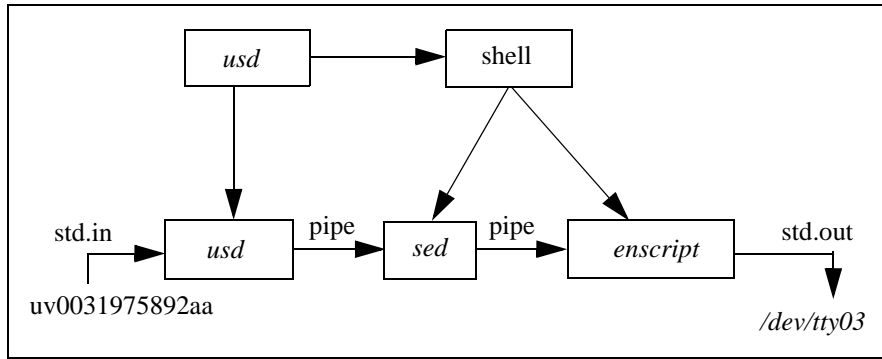 usd
shell
std.in
usd
pipe
sed
pipe
enscript
std.out
uv0031975892aa
/dev/tty03